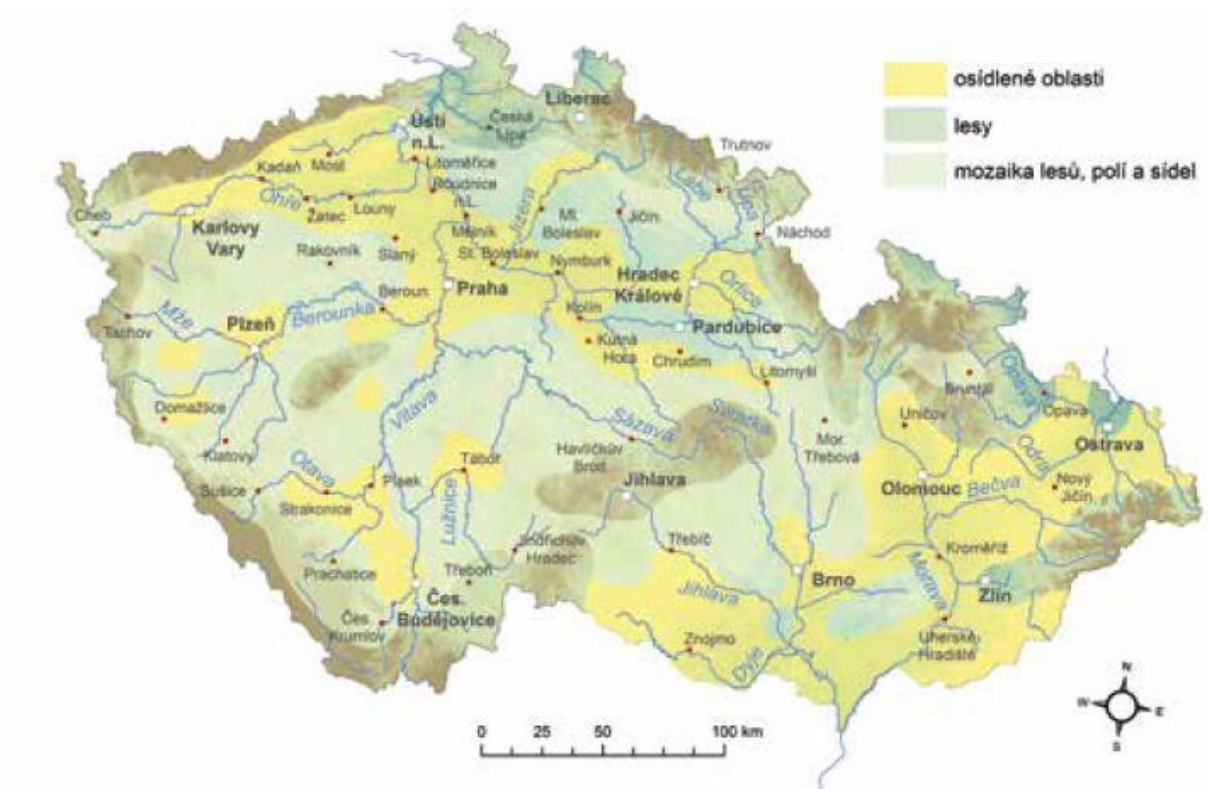 osídlené oblasti
lesy
mozaika lesů, polí a sídel
Liberec
Ústí
n.L.
Česká
Lípa
Trutnov
Kadaň
Most
Litoměřice
Labe
Úpa
Roudnice
n.L.
Ohře
Žatec
Louny
Jizera
Ml.
Boleslav
Jičín
Cheb
Karlovy
Vary
Mělník
Náchod
Rakovník
Slaný
St. Boleslav
Nymburk
Hradec
Králové
Praha
Orlice
Beroun
Kolín
Mže
Berounka
Tachov
Plzeň
Pardubice
Kutná
Hora
Chrudim
Litomyšl
Bruntál
Opava
Opava
Domažlice
Vltava
Sázava
Svratka
Uničov
Ostrava
Klatovy
Havlíčkův
Brod
Mor.
Třebová
Odra
Tábor
Otava
Písek
Jihlava
Olomouc
Bečva
Nový
Jičín
Sušice
Strakonice
Lužnice
Jindřichův
Hradec
Třebíč
Kroměříž
Prachatice
Třeboň
Brno
Morava
Zlín
Čes.
Budějovice
Jihlava
Čes.
Krumlov
Znojmo
Dyje
Uherské
Hradiště
N
W
E
S
0 25 50 100 km